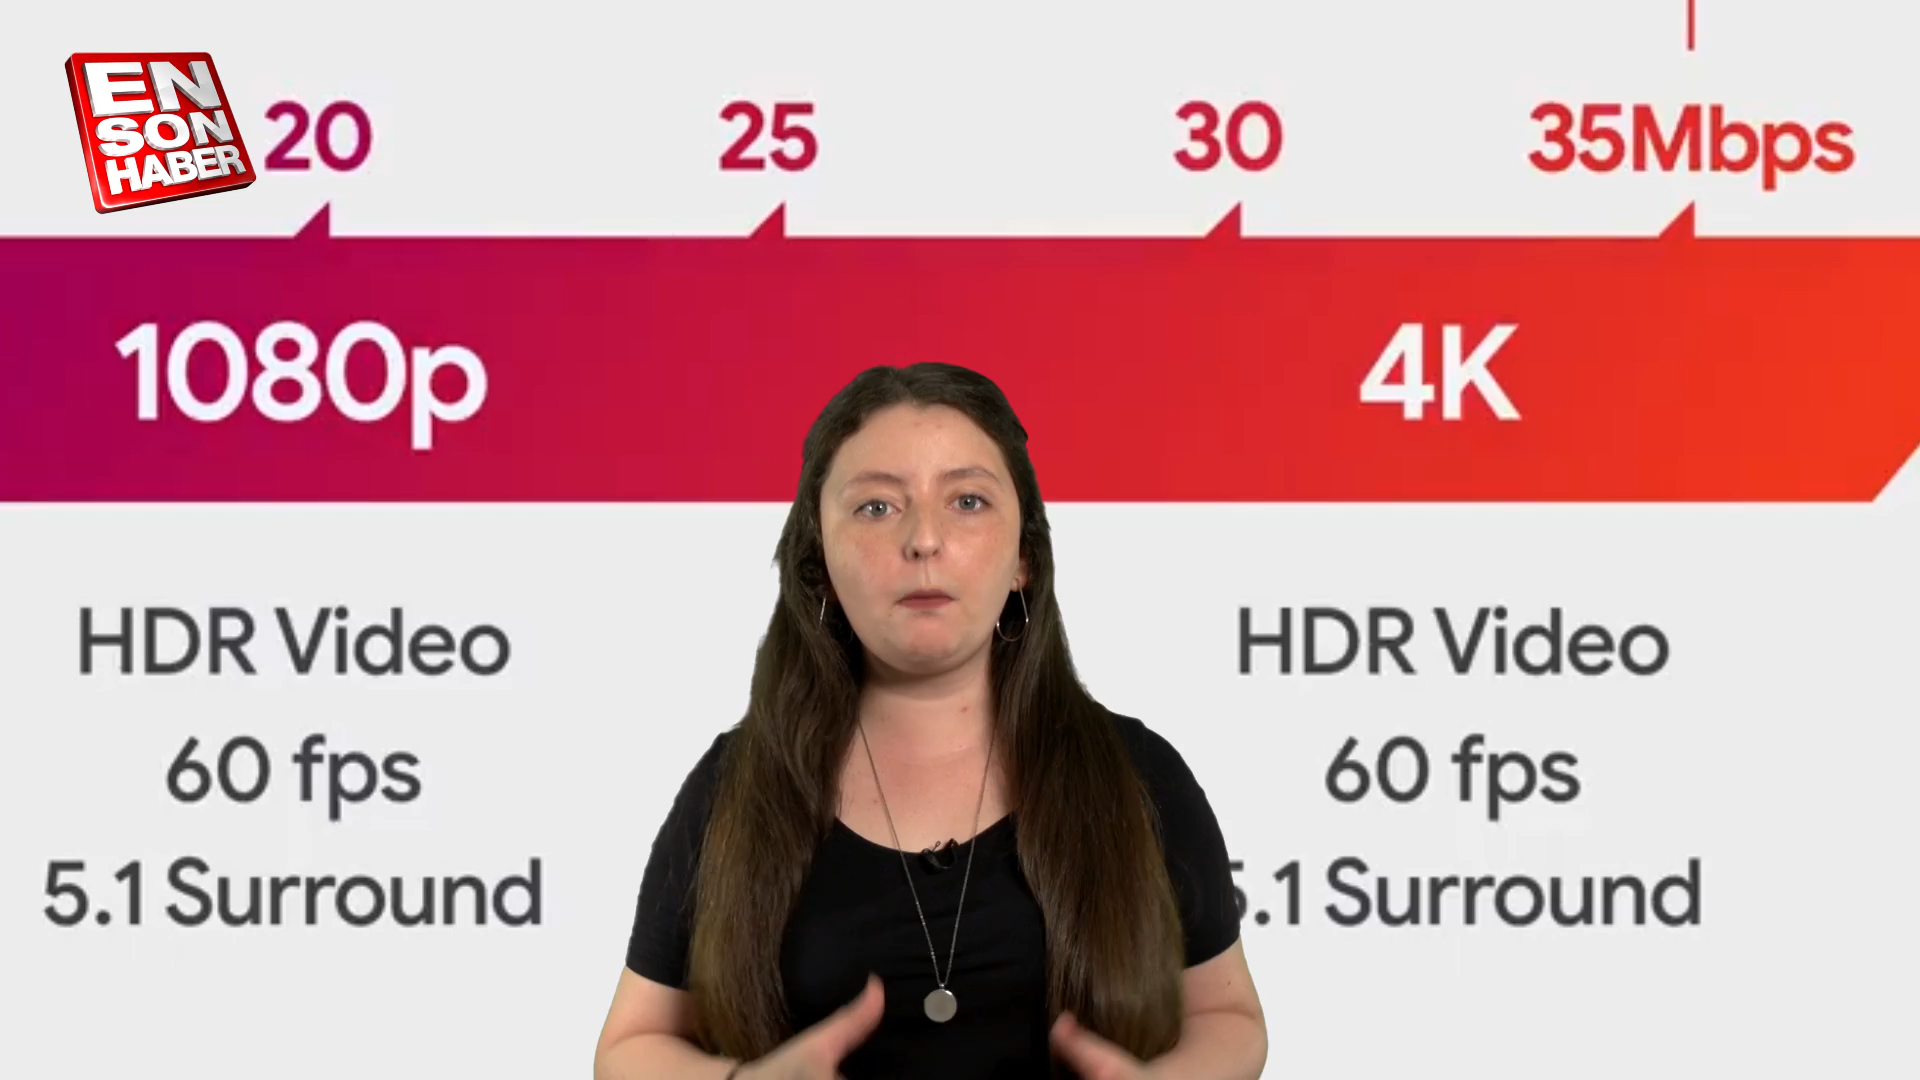 EN
SON
HABER
20
25
30
35Mbps
1080p
4K
HDR Video
60 fps
5.1 Surround
HDR Video
60 fps
5.1 Surround